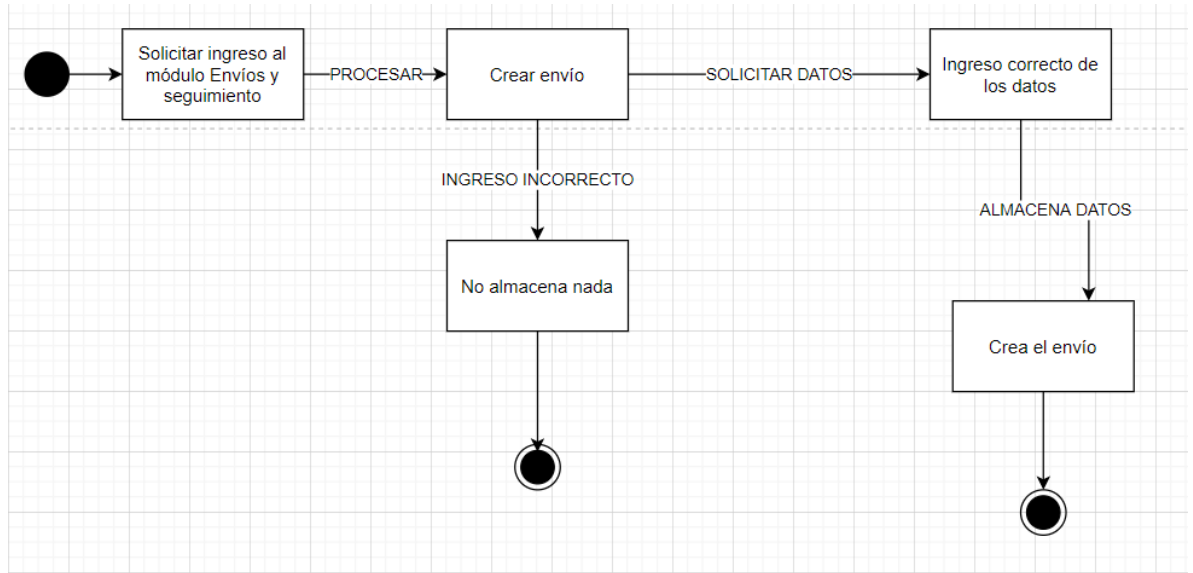 Solicitar ingreso al
módulo Envíos y
seguimiento
PROCESAR
Crear envío
SOLICITAR DATOS
Ingreso correcto de
los datos
INGRESO INCORRECTO
ALMACENA DATOS
No almacena nada
Crea el envío